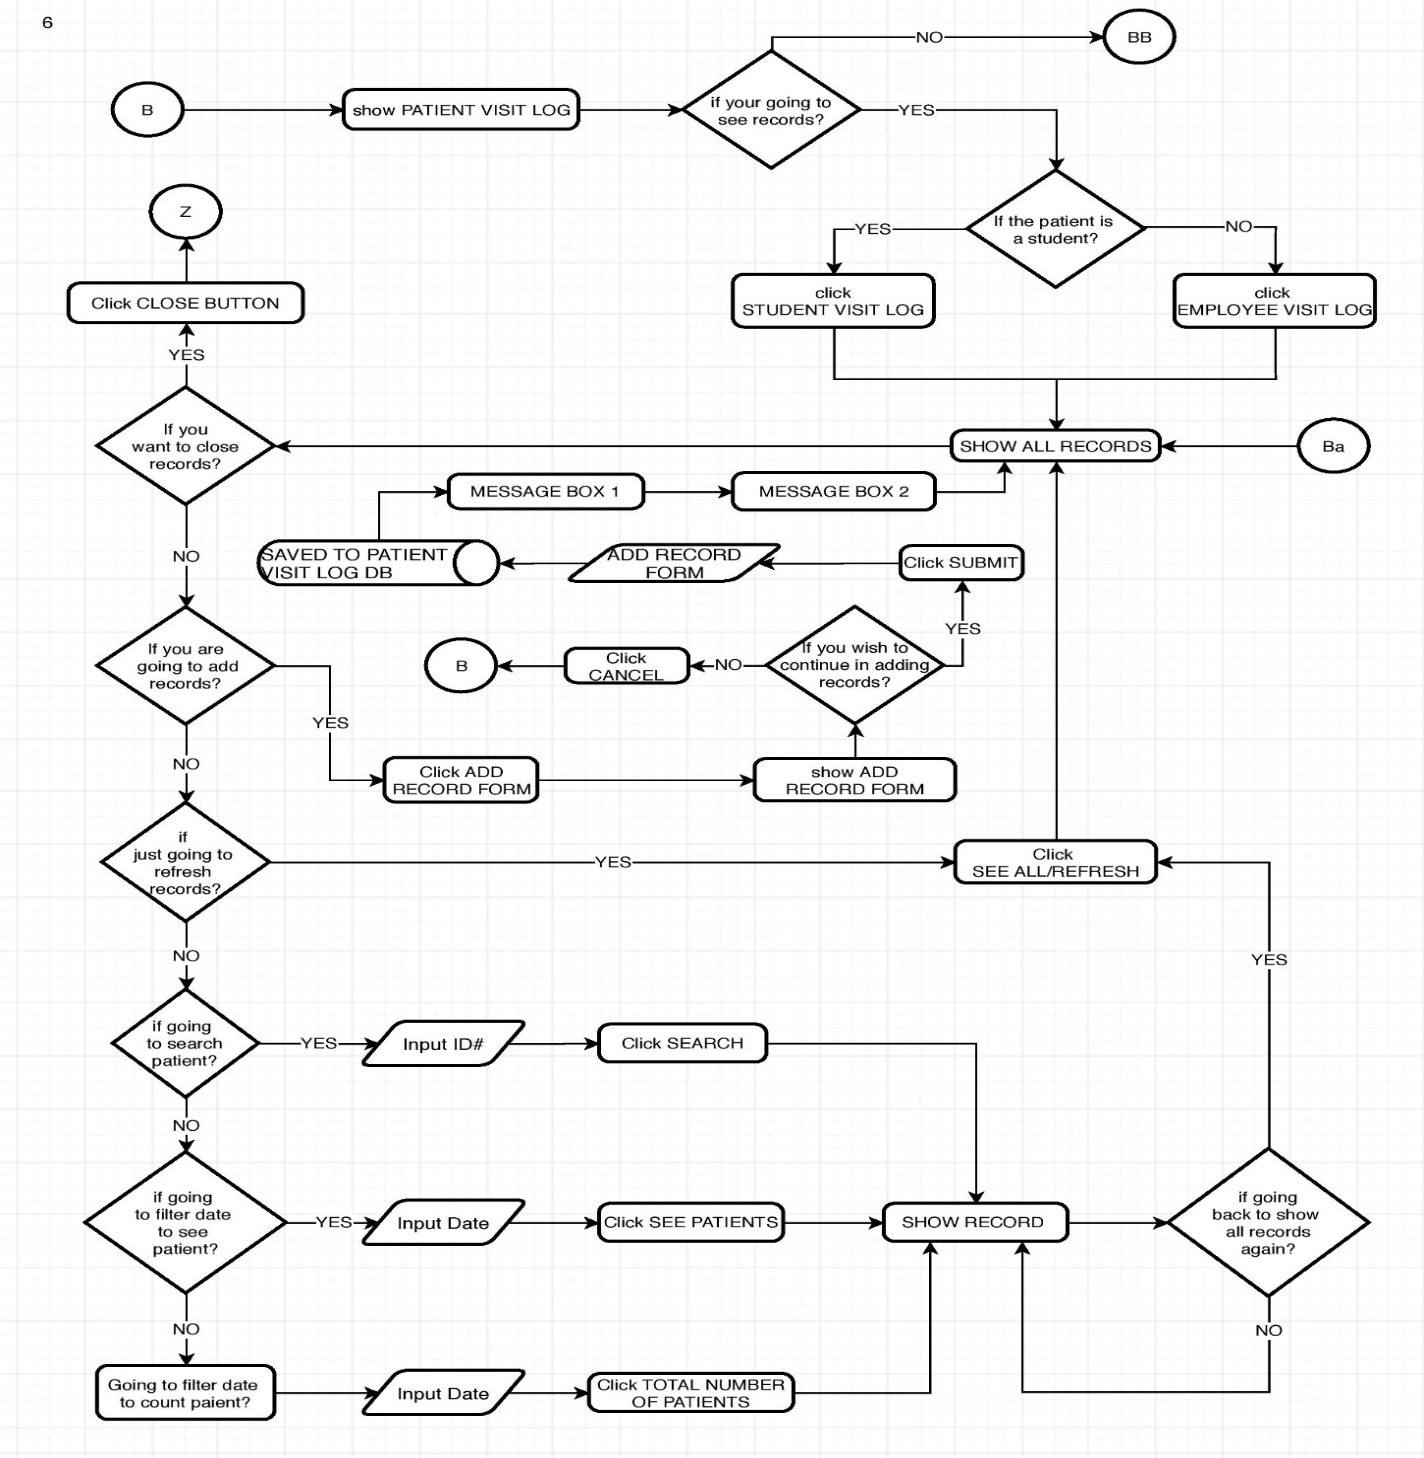 6
NO
BB
B
show PATIENT VISIT LOG
if your going to
see records?
YES
Z
If the patient is
a student?
YES
NO
Click CLOSE BUTTON
click
STUDENT VISIT LOG
click
EMPLOYEE VISIT LOG
YES
If you
want to close
records?
SHOW ALL RECORDS
Ba
MESSAGE BOX 1
MESSAGE BOX 2
NO
SAVED TO PATIENT
VISIT LOG DB
ADD RECORD
FORM
Click SUBMIT
YES
If you are
going to add
records?
B
Click
CANCEL
NO
If you wish to
continue in adding
records?
YES
NO
Click ADD
RECORD FORM
show ADD
RECORD FORM
if
just going to
refresh
records?
YES
Click
SEE ALL/REFRESH
NO
YES
if going
to search
patient?
YES
Input ID#
Click SEARCH
NO
if going
to filter date
to see
patient?
YES
Input Date
Click SEE PATIENTS
SHOW RECORD
if going
back to show
all records
again?
NO
NO
Going to filter date
to count paient?
Input Date
Click TOTAL NUMBER
OF PATIENTS